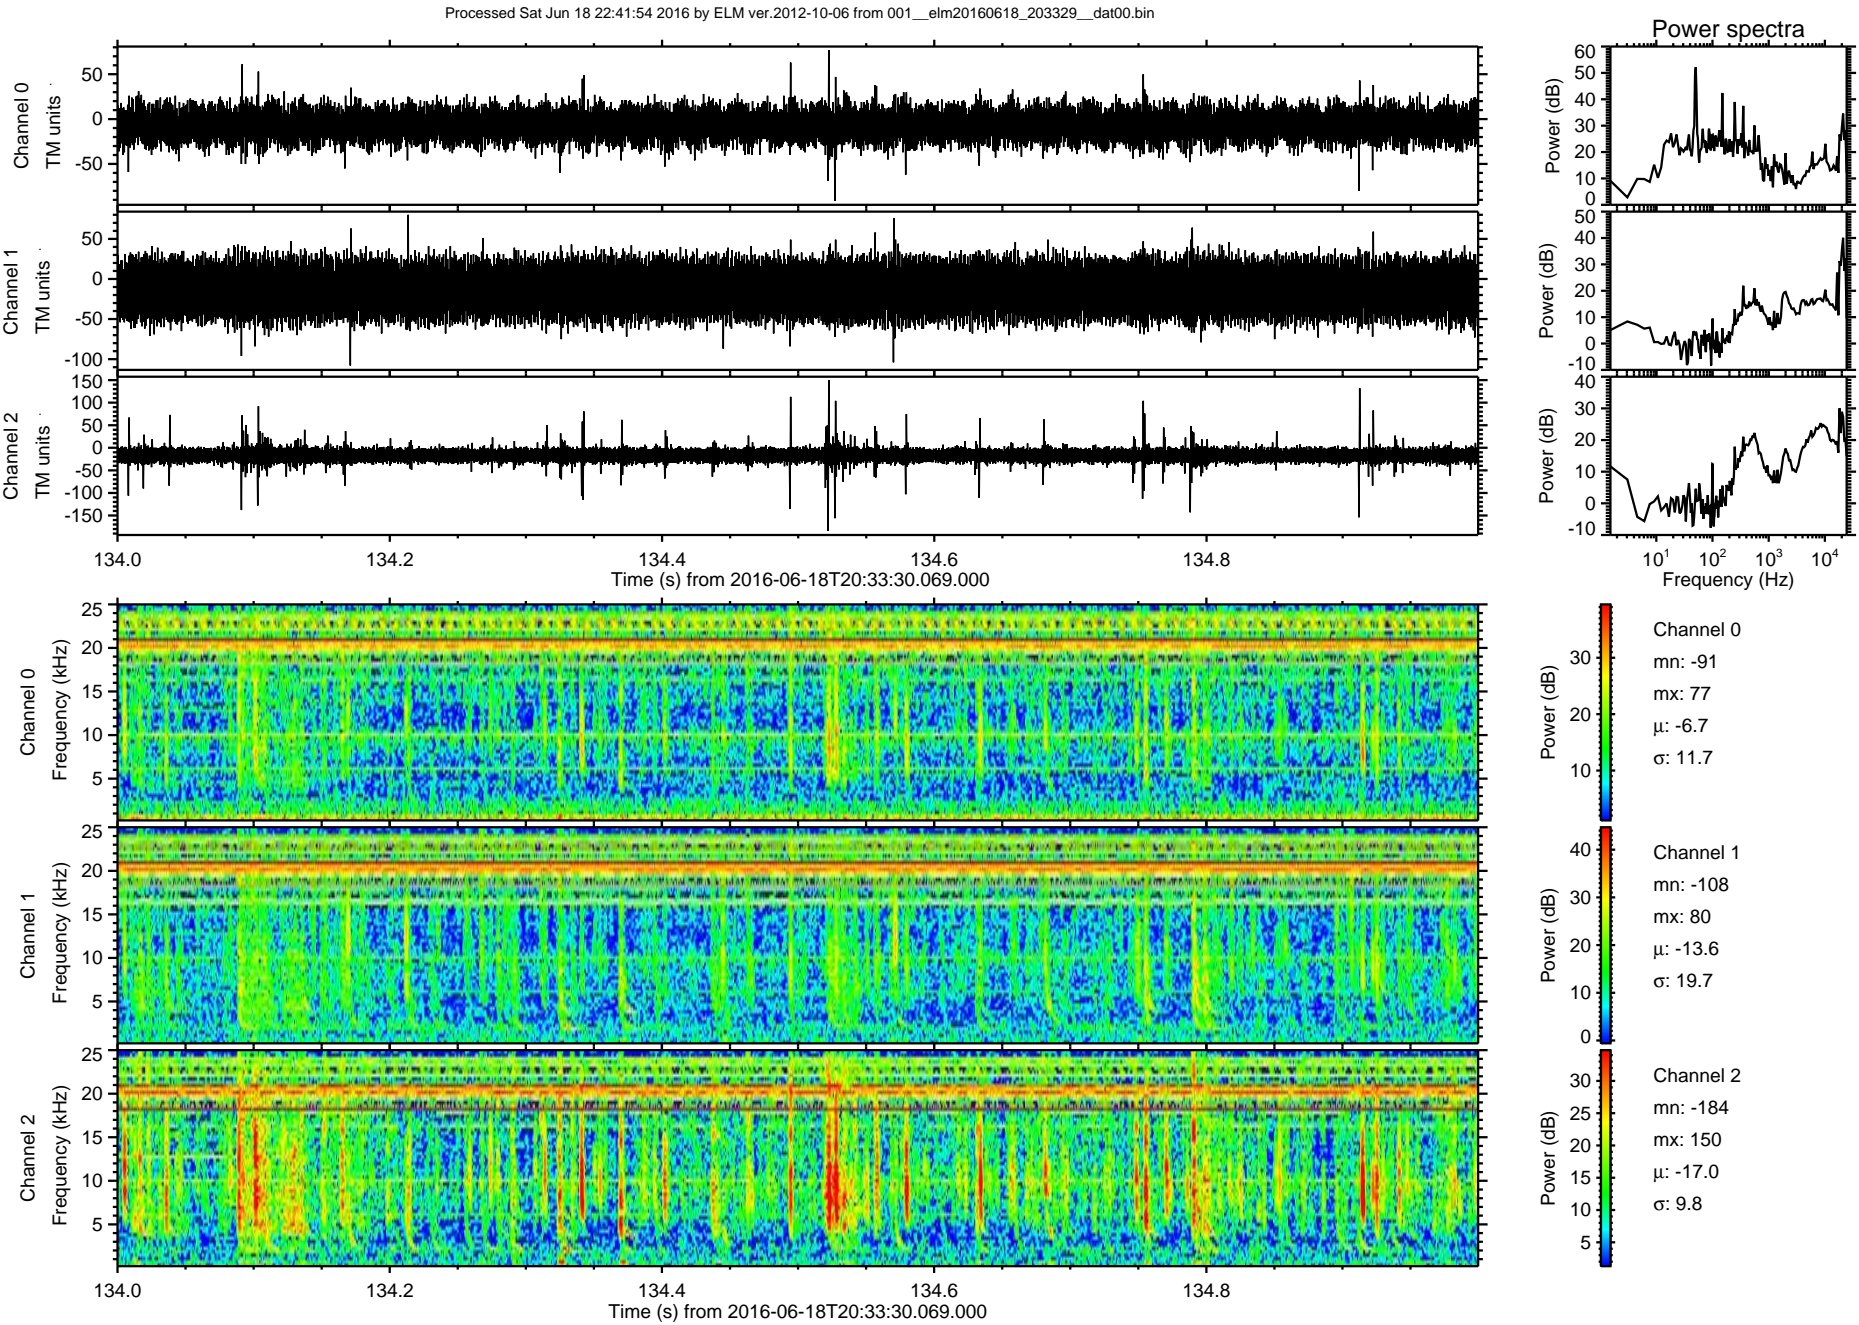 Processed Sat Jun 18 22:41:54 2016 by ELM ver.2012-10-06 from 001__elm20160618_203329__dat00.bin
Power spectra
Channel 0
TM units
50
0
-50
Power (dB)
60
50
40
30
20
10
0
Channel 1
TM units
50
0
-50
-100
Power (dB)
50
40
30
20
10
0
-10
Channel 2
TM units
150
100
50
0
-50
-100
-150
Power (dB)
40
30
20
10
0
-10
134.0 134.2 134.4 134.6 134.8
Time (s) from 2016-06-18T20:33:30.069.000
10^1 10^2 10^3 10^4
Frequency (Hz)
Channel 0
Frequency (kHz)
25
20
15
10
5
Power (dB)
30
20
10
Channel 0
mn: -91
mx: 77
μ: -6.7
σ: 11.7
Channel 1
Frequency (kHz)
25
20
15
10
5
Power (dB)
40
30
20
10
0
Channel 1
mn: -108
mx: 80
μ: -13.6
σ: 19.7
Channel 2
Frequency (kHz)
25
20
15
10
5
Power (dB)
30
25
20
15
10
5
Channel 2
mn: -184
mx: 150
μ: -17.0
σ: 9.8
134.0 134.2 134.4 134.6 134.8
Time (s) from 2016-06-18T20:33:30.069.000